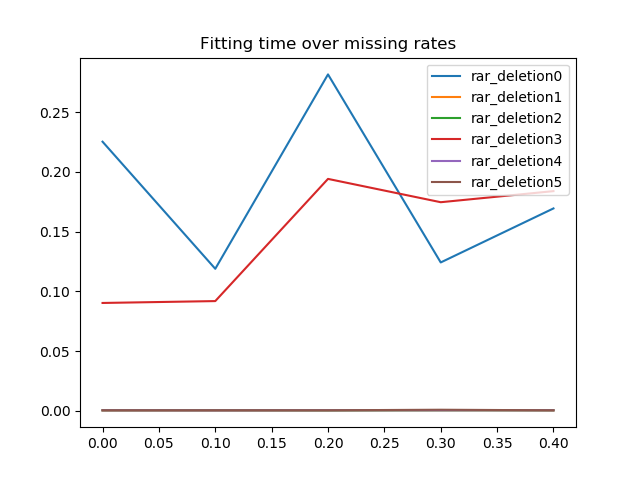 Fitting time over missing rates
rar_deletion0
rar_deletion1
rar_deletion2
rar_deletion3
rar_deletion4
rar_deletion5
0.25
0.20
0.15
0.10
0.05
0.00
0.00 0.05 0.10 0.15 0.20 0.25 0.30 0.35 0.40